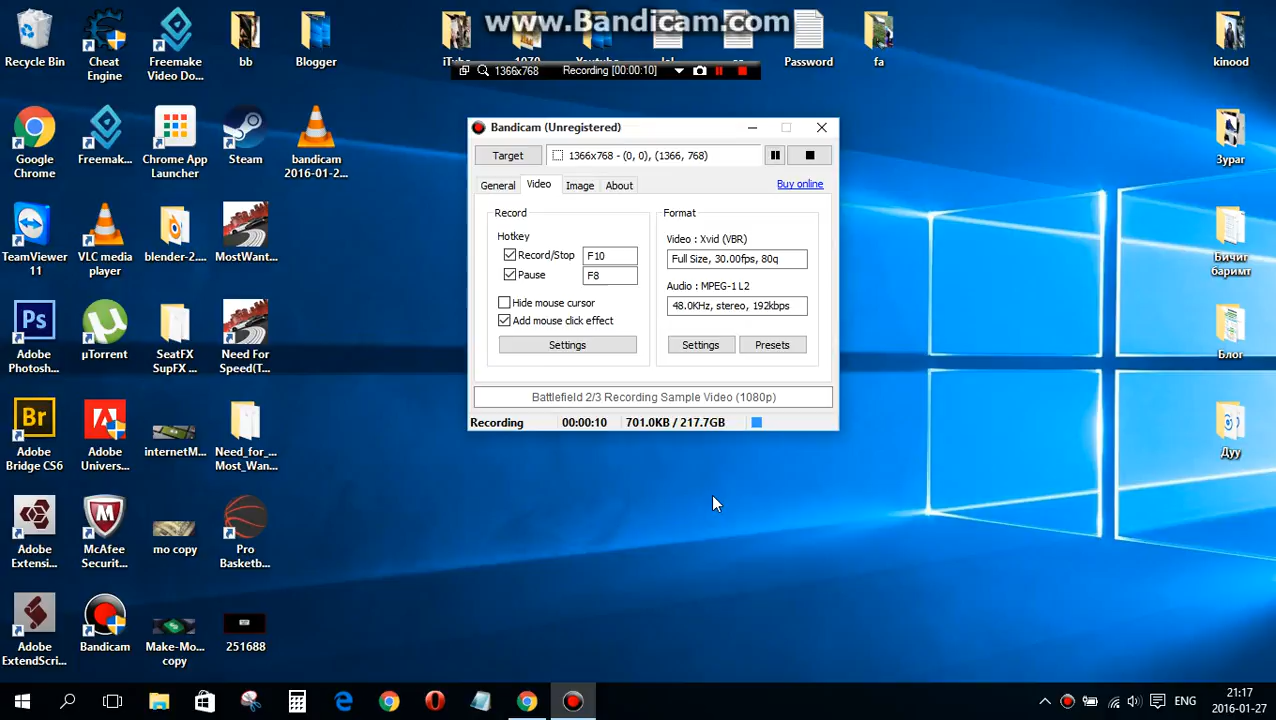 www.Bandicam.com
1366x768
Recording [00:00:10]
Recycle Bin
Cheat
Engine
Freemake
Video Do...
bb
Blogger
Password
fa
kinood
Google
Chrome
Freemak...
Chrome App
Launcher
Steam
bandicam
2016-01-2...
Зураг
TeamViewer
11
VLC media
player
blender-2....
MostWant...
Бичиг
баримт
Adobe
Photosh...
µTorrent
SeatFX
SupFX ...
Need For
Speed(T...
Блог
Adobe
Bridge CS6
Adobe
Univers...
internetM...
Need_for_...
Most_Wan...
Дуу
Adobe
Extensi...
McAfee
Securit...
mo copy
Pro
Basketb...
Adobe
ExtendScri...
Bandicam
Make-Mo...
copy
251688
Bandicam (Unregistered)
Target
1366x768 - (0, 0), (1366, 768)
General
Video
Image
About
Buy online
Record
Hotkey
Record/Stop
F10
Pause
F8
Hide mouse cursor
Add mouse click effect
Settings
Format
Video : Xvid (VBR)
Full Size, 30.00fps, 80q
Audio : MPEG-1 L2
48.0KHz, stereo, 192kbps
Settings
Presets
Battlefield 2/3 Recording Sample Video (1080p)
Recording
00:00:10
701.0KB / 217.7GB
ENG
21:17
2016-01-27